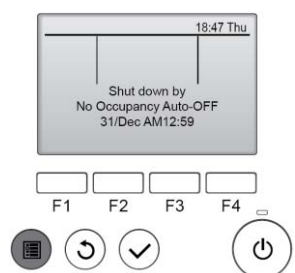 18:47 Thu
Shut down by
No Occupancy Auto-OFF
31/Dec AM12:59
F1 F2 F3 F4